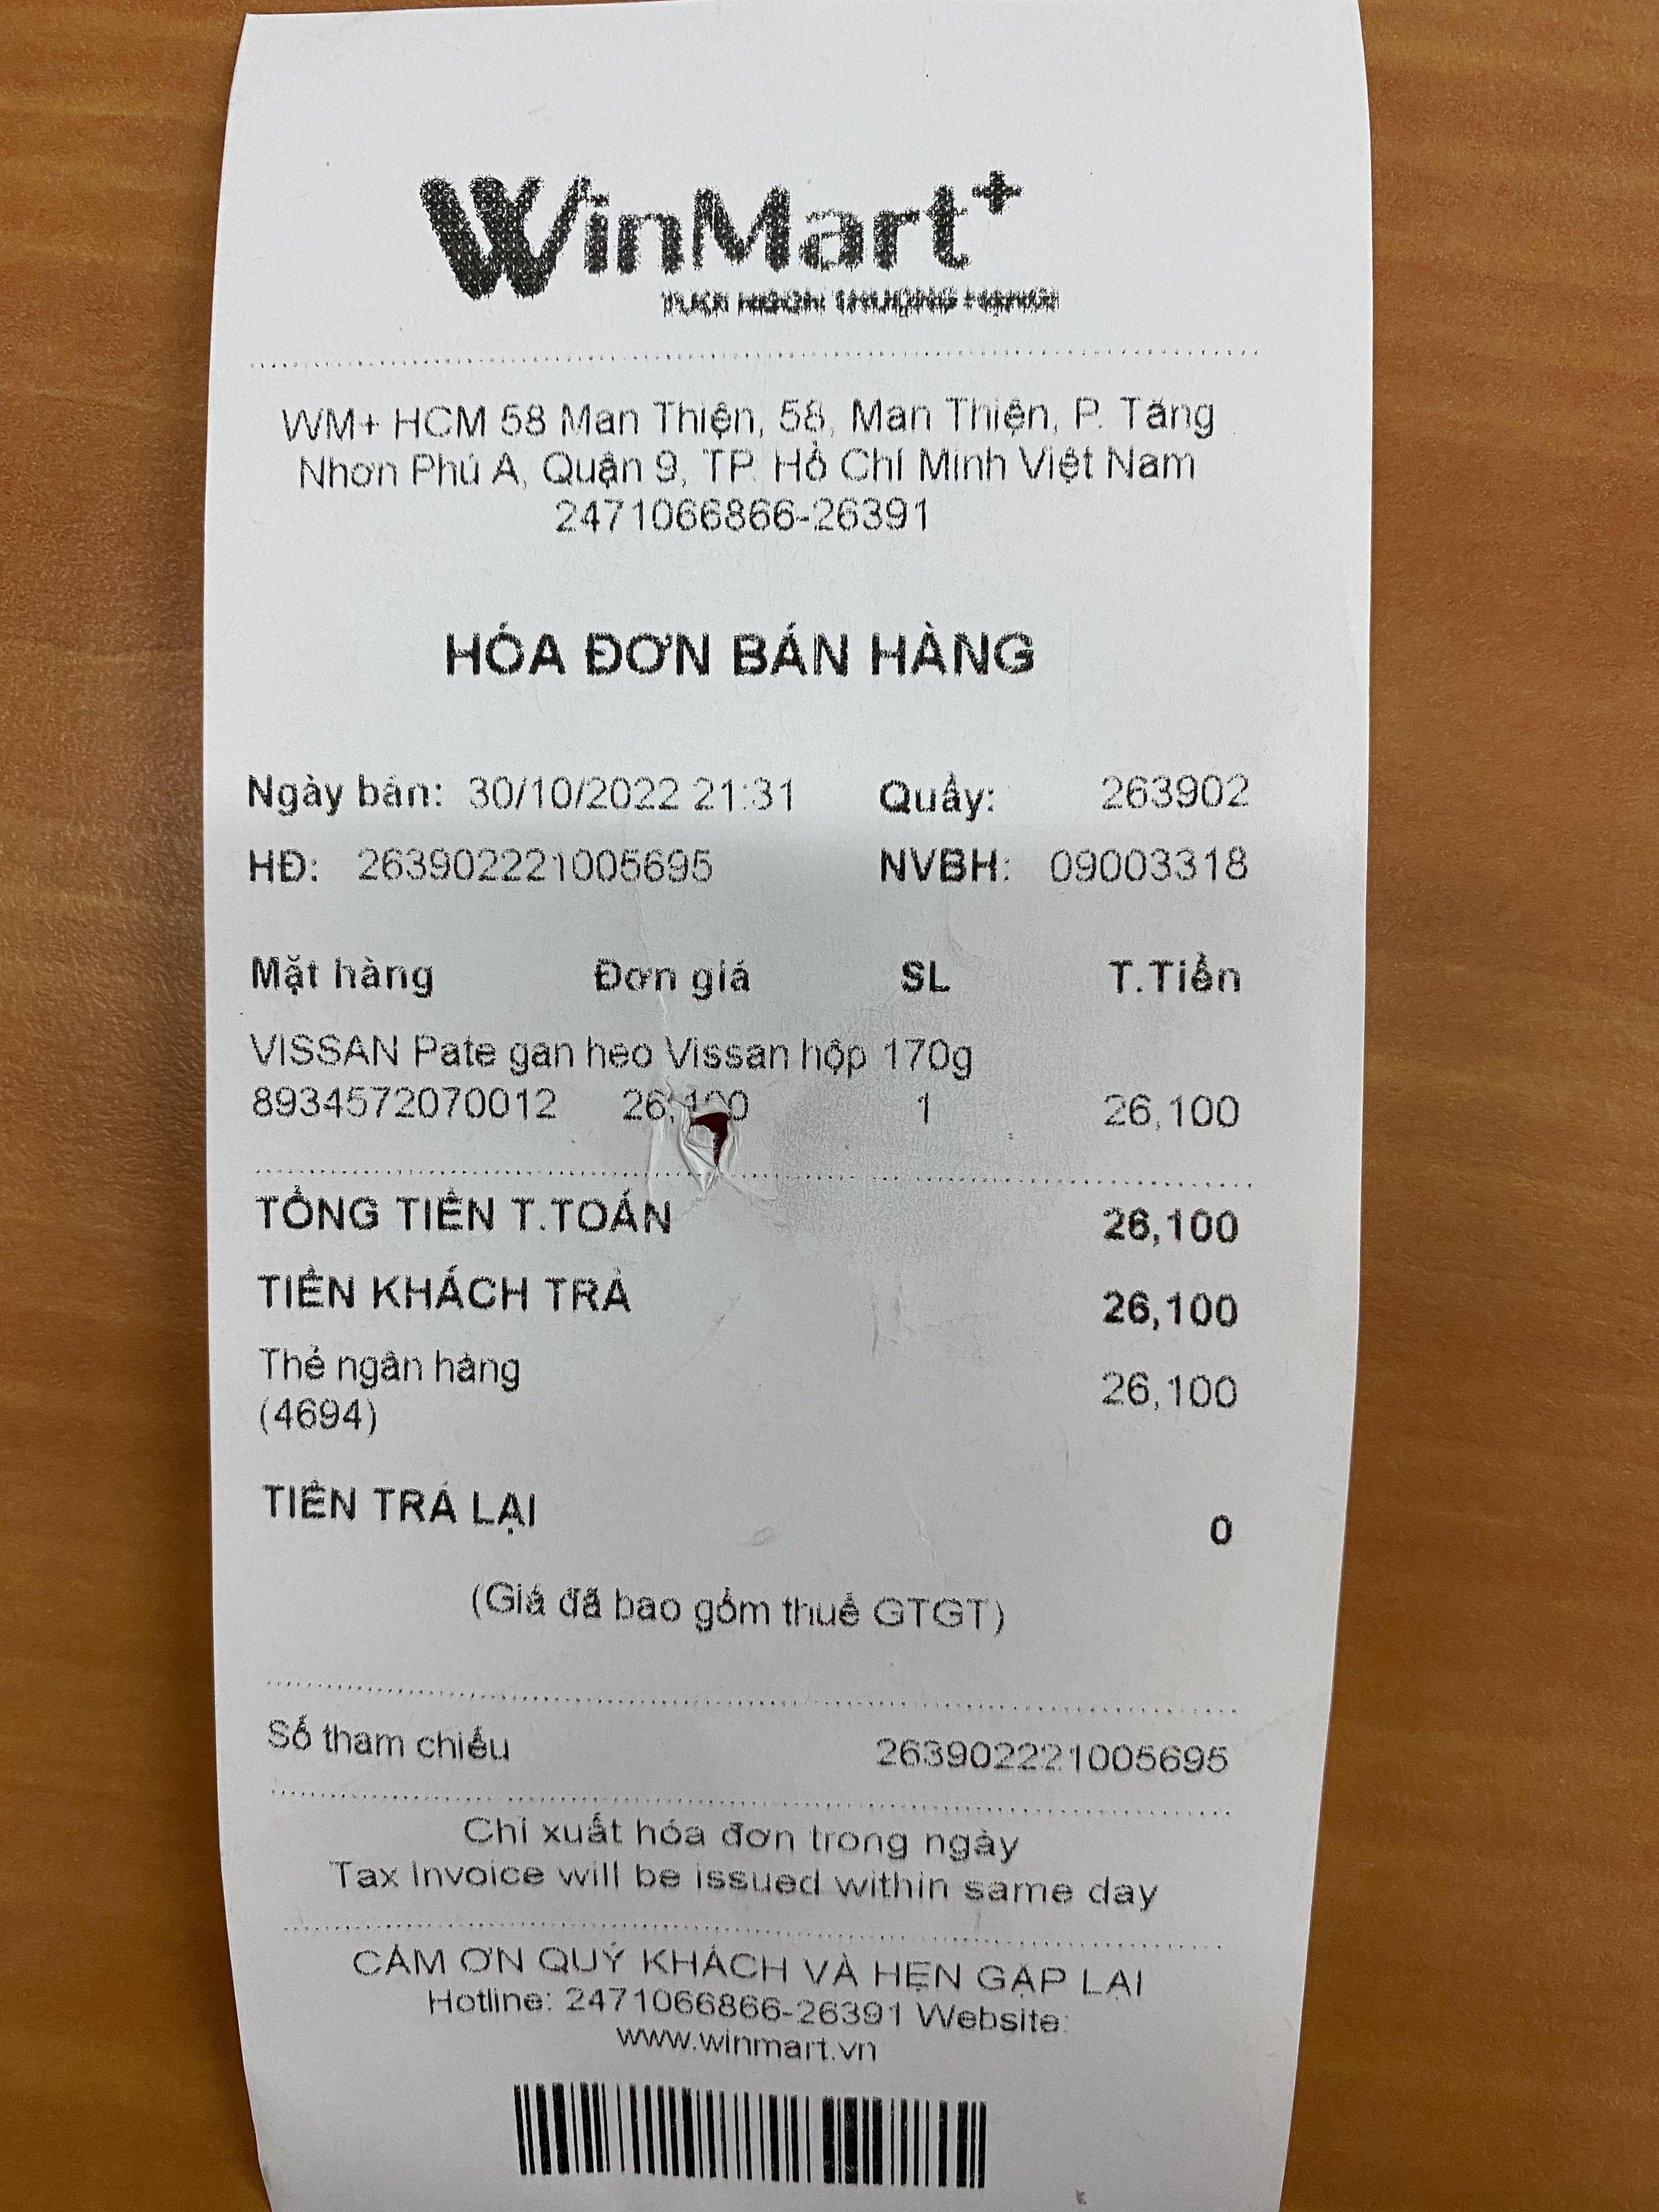 WinMart+
TƯƠI NGON THƯỢNG HẠNG
WM+ HCM 58 Man Thiện, 58, Man Thiện, P. Tăng
Nhơn Phú A, Quận 9, TP. Hồ Chí Minh Việt Nam
2471066866-26391
HÓA ĐƠN BÁN HÀNG
Ngày bán: 30/10/2022 21:31 Quầy: 263902
HĐ: 263902221005695 NVBH: 09003318
Mặt hàng Đơn giá SL T.Tiền
VISSAN Pate gan heo Vissan hộp 170g
8934572070012 26,100 1 26,100
TỔNG TIỀN T.TOÁN 26,100
TIỀN KHÁCH TRẢ 26,100
Thẻ ngân hàng 26,100
(4694)
TIỀN TRẢ LẠI 0
(Giá đã bao gồm thuế GTGT)
Số tham chiếu 263902221005695
Chỉ xuất hóa đơn trong ngày
Tax Invoice will be issued within same day
CẢM ƠN QUÝ KHÁCH VÀ HẸN GẶP LẠI
Hotline: 2471066866-26391 Website:
www.winmart.vn